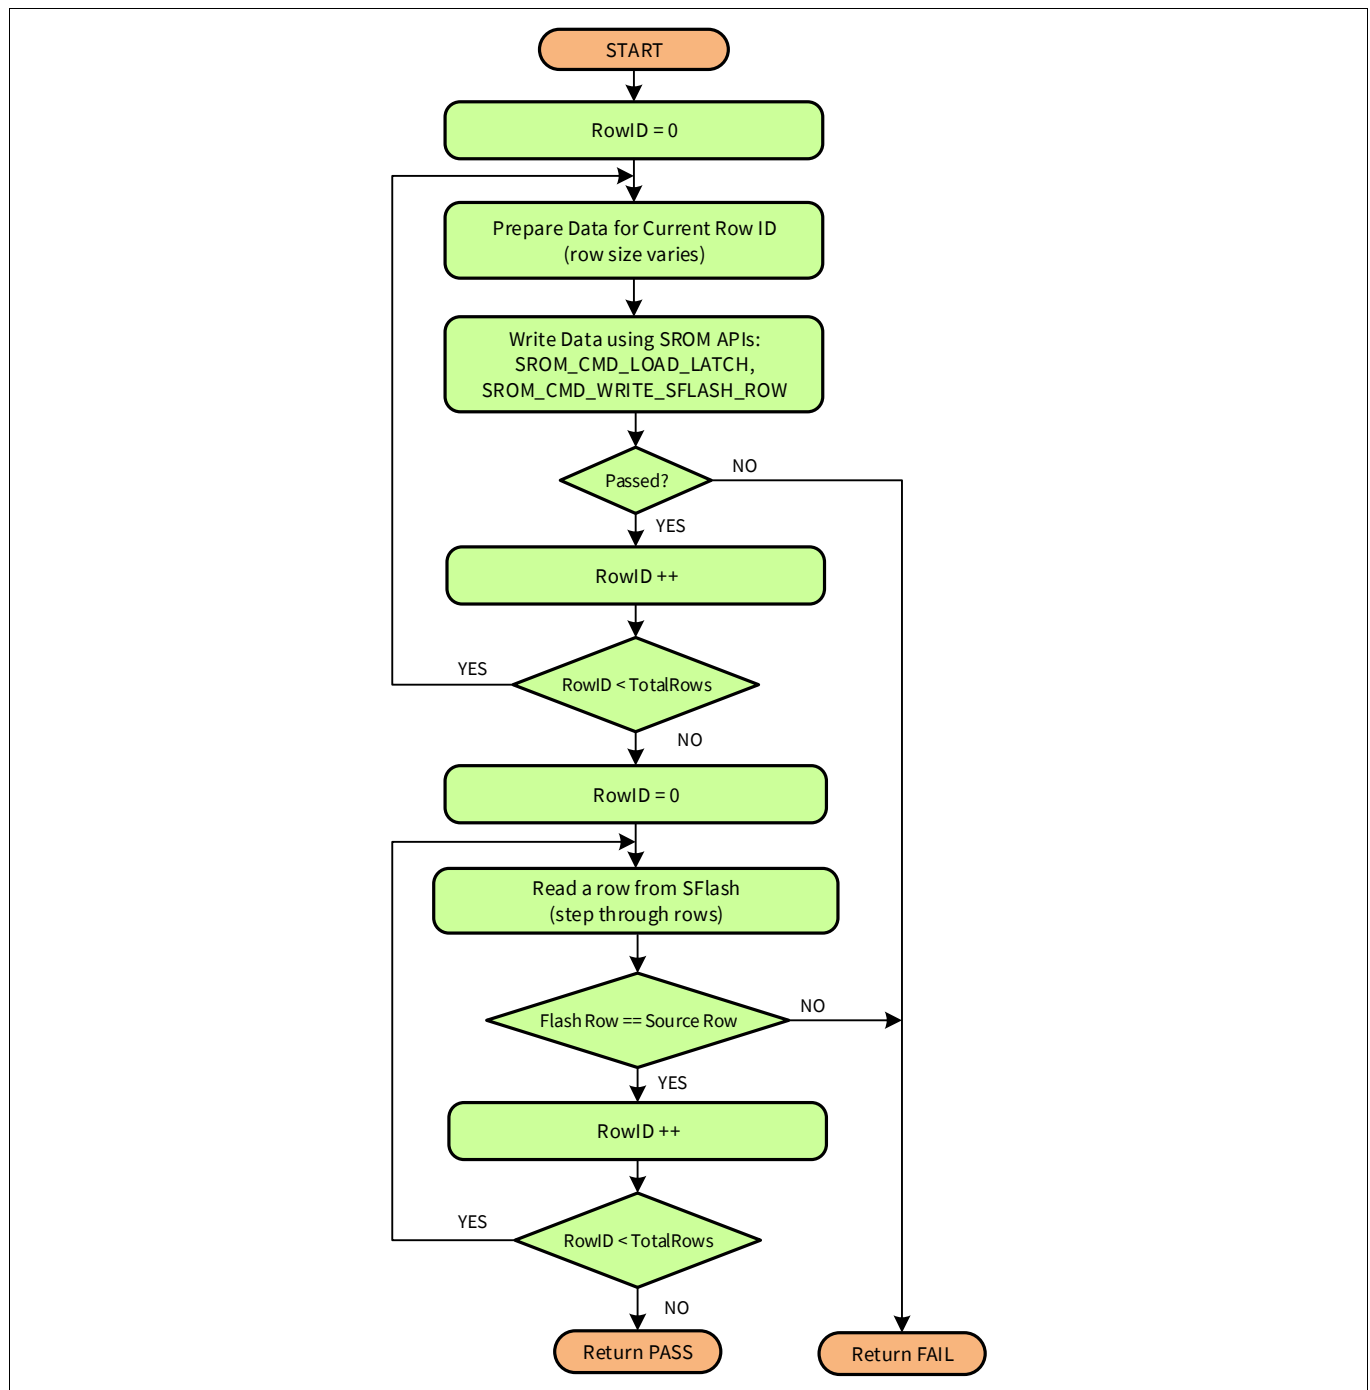 START
RowID = 0
Prepare Data for Current Row ID
(row size varies)
Write Data using SROM APIs:
SROM_CMD_LOAD_LATCH,
SROM_CMD_WRITE_SFLASH_ROW
Passed?
NO
YES
RowID ++
RowID < TotalRows
YES
NO
RowID = 0
Read a row from SFlash
(step through rows)
Flash Row == Source Row
NO
YES
RowID ++
RowID < TotalRows
YES
NO
Return PASS
Return FAIL